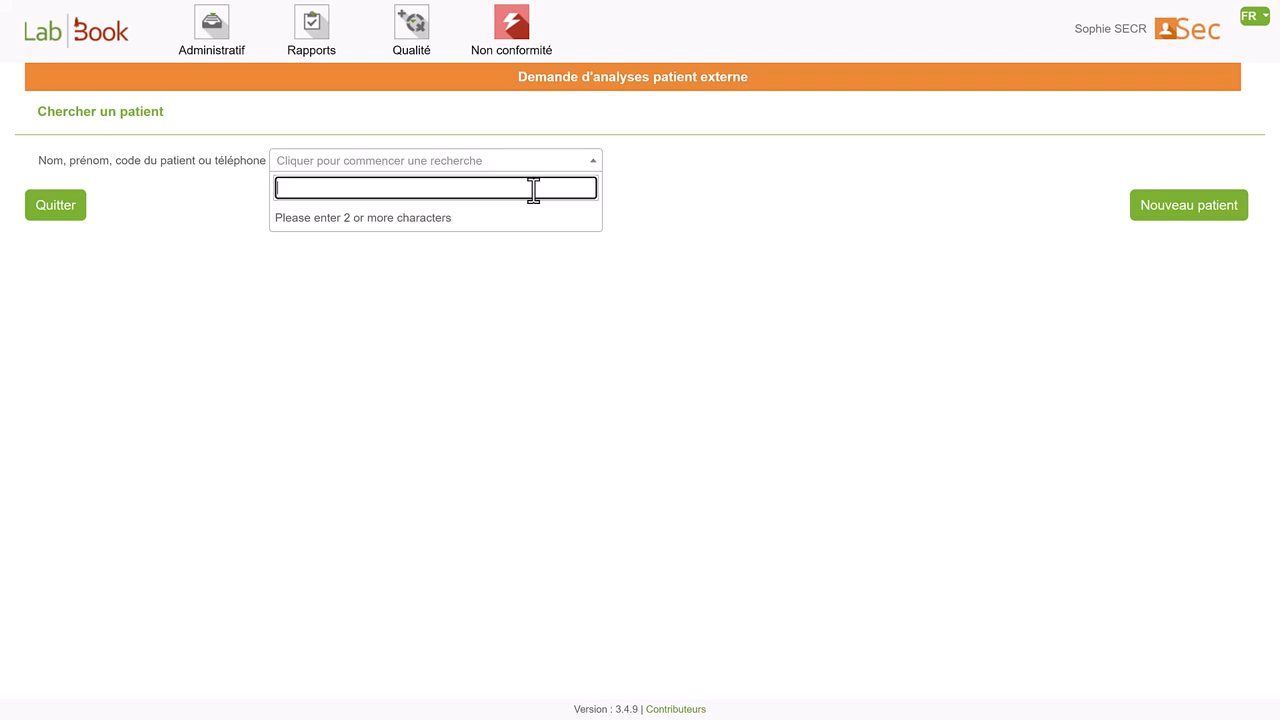 Lab Book
Administratif
Rapports
Qualité
Non conformité
Sophie SECR
Sec
FR
Demande d'analyses patient externe
Chercher un patient
Nom, prénom, code du patient ou téléphone
Cliquer pour commencer une recherche
Please enter 2 or more characters
Quitter
Nouveau patient
Version : 3.4.9 | Contributeurs